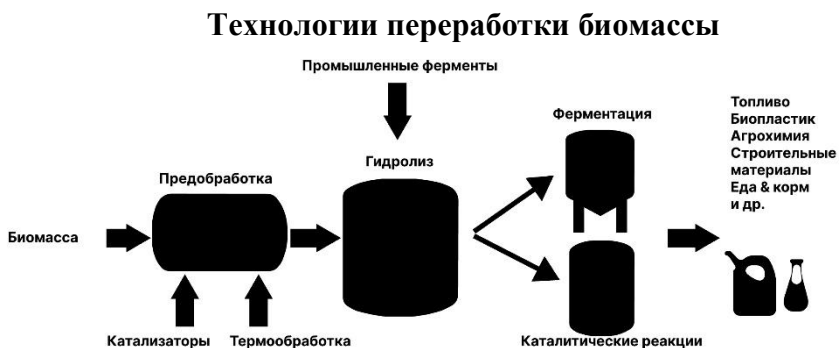 Технологии переработки биомассы
Промышленные ферменты
Гидролиз
Предобработка
Биомасса
Катализаторы
Термообработка
Ферментация
Каталитические реакции
Топливо
Биопластик
Агрохимия
Строительные
материалы
Еда & корм
и др.